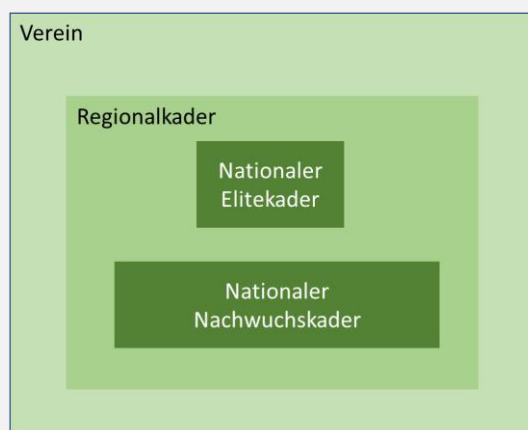 Verein
Regionalkader
Nationaler
Elitekader
Nationaler
Nachwuchskader